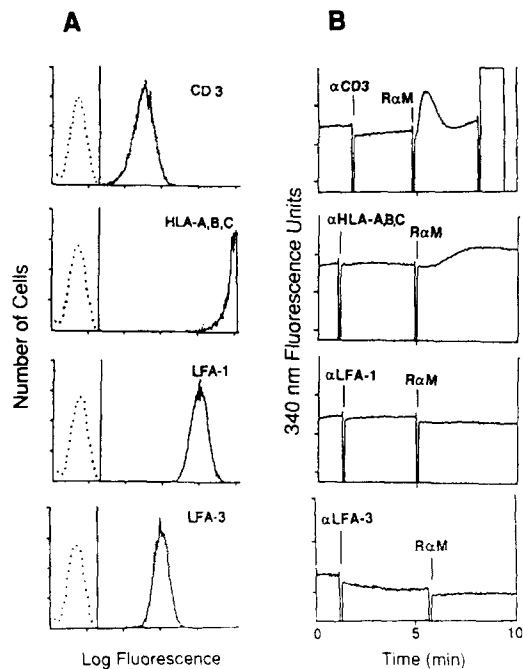 A
B
CD 3
αCD3
RαM
HLA-A,B,C
αHLA-A,B,C
RαM
LFA-1
αLFA-1
RαM
LFA-3
αLFA-3
RαM
Number of Cells
340 nm Fluorescence Units
0
5
10
Log Fluorescence
Time (min)